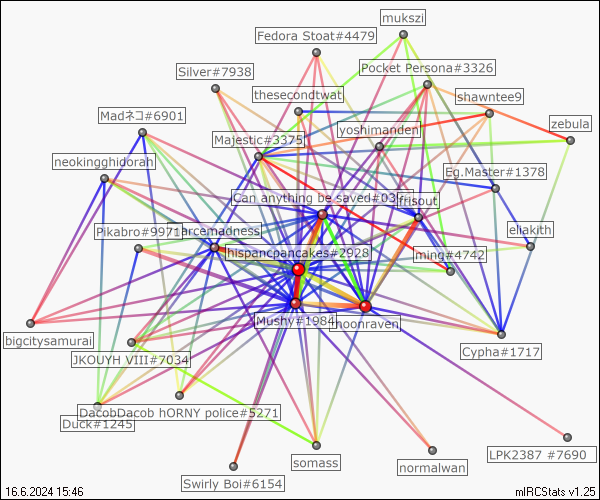 mukszi
Fedora Stoat#4479
Pocket Persona#3326
Silver#7938
thesecondtwat
shawntee9
Madネコ#6901
zebula
yoshimanden
Majestic#3375
neokingghidorah
Eg.Master#1378
Can anything be saved#03
frisout
Pikabro#9971
arcemadness
eliakith
hispancpancakes#2928
ming#4742
Mushy#1984
hoonraven
bigcitysamurai
JKOUYH VIII#7034
Cypha#1717
DacobDacob hORNY police#5271
Duck#1245
somass
LPK2387 #7690
normalwan
Swirly Boi#6154
16.6.2024 15:46
mIRCStats v1.25